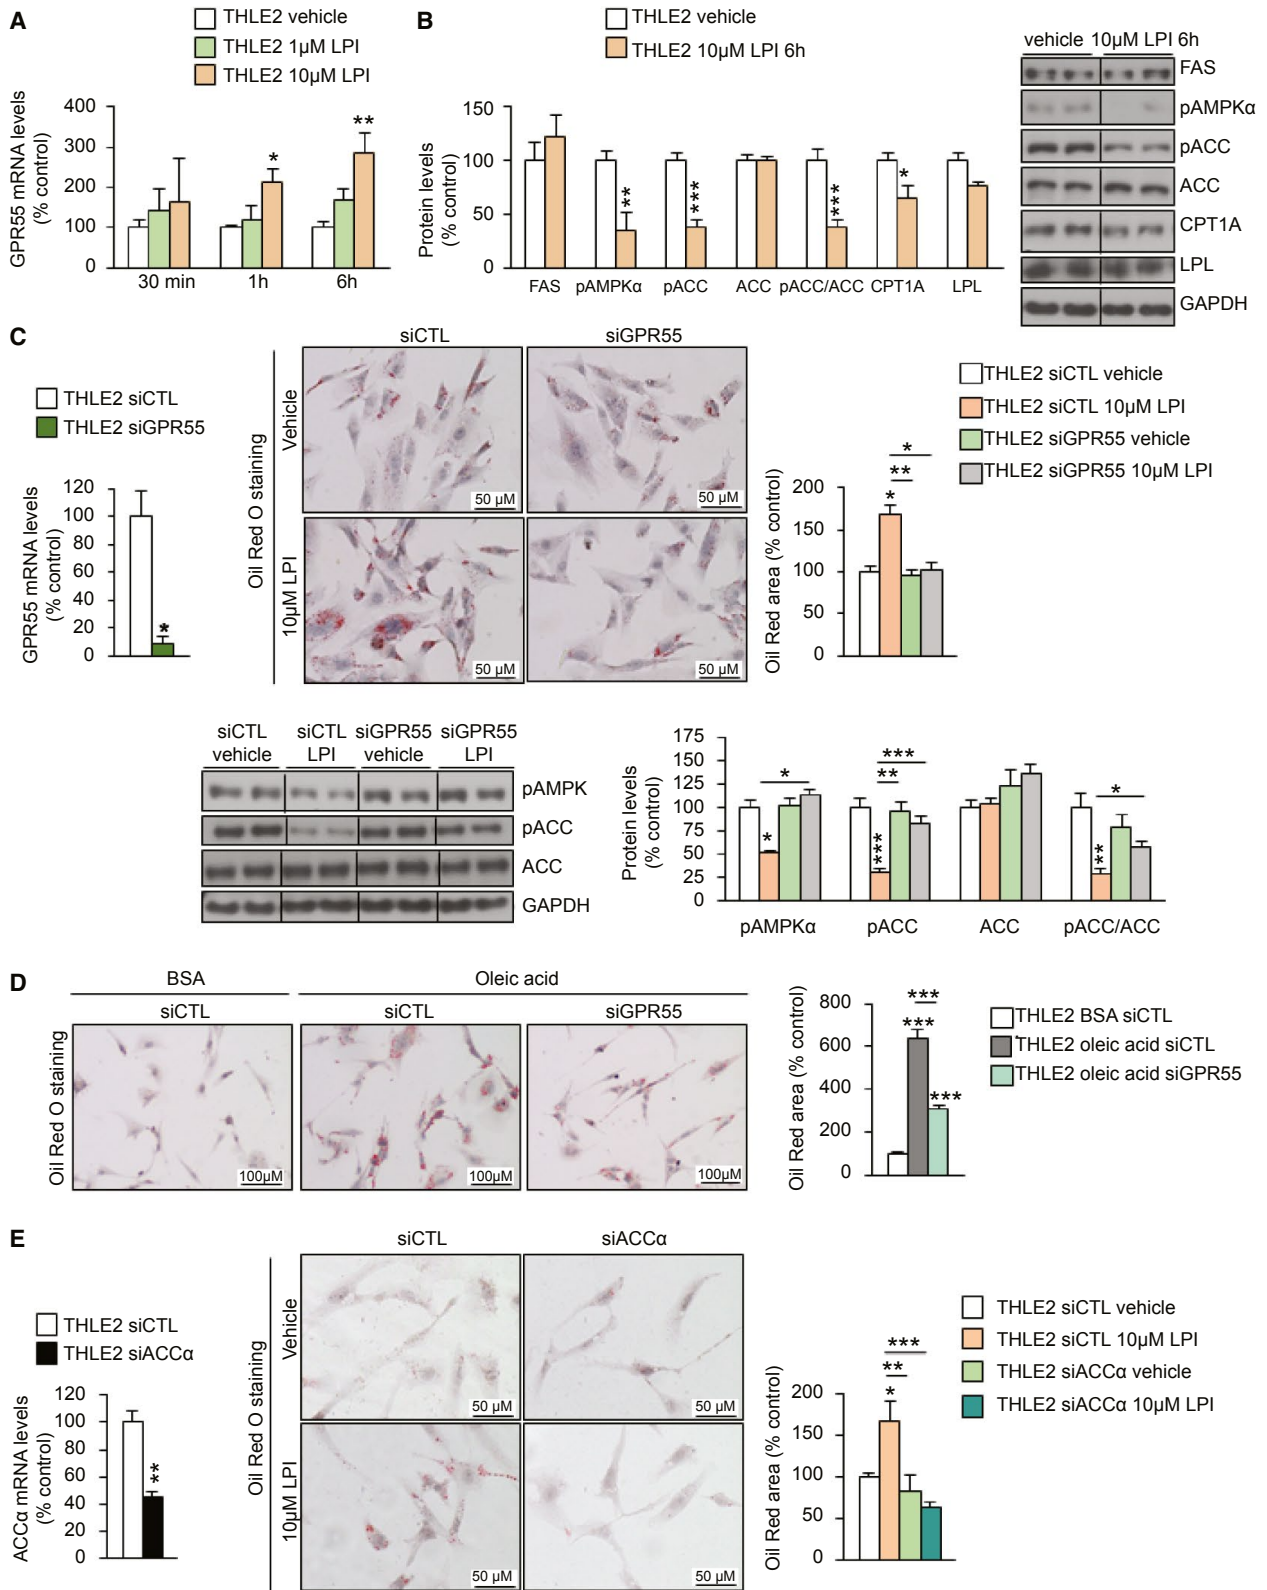 A
THLE2 vehicle
THLE2 1µM LPI
THLE2 10µM LPI
GPR55 mRNA levels
(% control)
400
300
200
100
0
*
**
30 min 1h 6h
B
THLE2 vehicle
THLE2 10µM LPI 6h
Protein levels
(% control)
150
100
50
0
**
***
***
*
FAS pAMPKα pACC ACC pACC/ACC CPT1A LPL
vehicle 10µM LPI 6h
FAS
pAMPKα
pACC
ACC
CPT1A
LPL
GAPDH
C
THLE2 siCTL
THLE2 siGPR55
GPR55 mRNA levels
(% control)
120
100
80
60
40
20
0
*
siCTL siGPR55
Oil Red O staining
Vehicle
10µM LPI
50 µM
50 µM
50 µM
50 µM
THLE2 siCTL vehicle
THLE2 siCTL 10µM LPI
THLE2 siGPR55 vehicle
THLE2 siGPR55 10µM LPI
Oil Red area (% control)
200
150
100
50
0
*
**
*
siCTL siCTL siGPR55 siGPR55
vehicle LPI vehicle LPI
pAMPK
pACC
ACC
GAPDH
Protein levels
(% control)
175
150
125
100
75
50
25
0
*
*
***
**
***
*
**
pAMPKα pACC ACC pACC/ACC
D
BSA Oleic acid
siCTL siCTL siGPR55
Oil Red O staining
100µM
100µM
100µM
Oil Red area (% control)
800
600
400
200
0
***
***
***
THLE2 BSA siCTL
THLE2 oleic acid siCTL
THLE2 oleic acid siGPR55
E
THLE2 siCTL
THLE2 siACCα
ACCα mRNA levels
(% control)
120
100
80
60
40
20
0
**
siCTL siACCα
Oil Red O staining
Vehicle
10µM LPI
50 µM
50 µM
50 µM
50 µM
THLE2 siCTL vehicle
THLE2 siCTL 10µM LPI
THLE2 siACCα vehicle
THLE2 siACCα 10µM LPI
Oil Red area (% control)
200
150
100
50
0
***
**
*